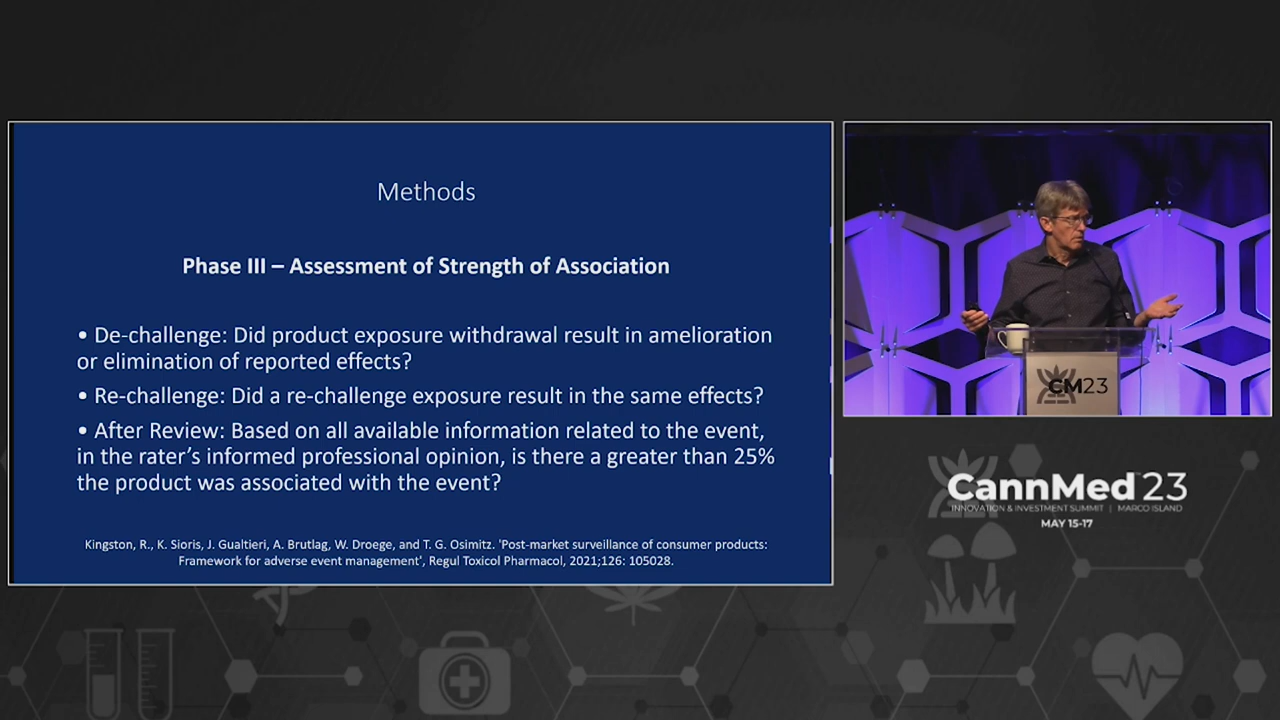 Methods
Phase III – Assessment of Strength of Association
• De-challenge: Did product exposure withdrawal result in amelioration
or elimination of reported effects?
• Re-challenge: Did a re-challenge exposure result in the same effects?
• After Review: Based on all available information related to the event,
in the rater's informed professional opinion, is there a greater than 25%
the product was associated with the event?
Kingston, R., K. Sioris, J. Gualtieri, A. Brutlag, W. Droege, and T. G. Osimitz. 'Post-market surveillance of consumer products:
Framework for adverse event management', Regul Toxicol Pharmacol, 2021;126: 105028.
CM23
CannMed 23
INNOVATION & INVESTMENT SUMMIT | MARCO ISLAND
MAY 15-17